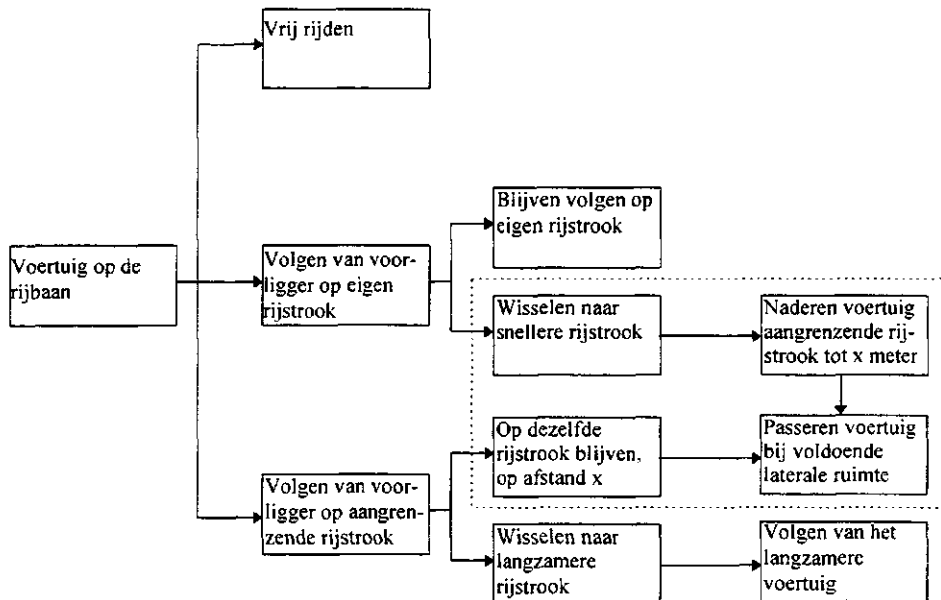 Vrij rijden
Blijven volgen op
eigen rijstrook
Voertuig op de
rijbaan
Volgen van voor-
ligger op eigen
rijstrook
Wisselen naar
snellere rijstrook
Naderen voertuig
aangrenzende rij-
strook tot x meter
Op dezelfde
rijstrook blijven,
op afstand x
Passeren voertuig
bij voldoende
laterale ruimte
Volgen van voor-
ligger op aangren-
zende rijstrook
Wisselen naar
langzamere
rijstrook
Volgen van het
langzamere
voertuig